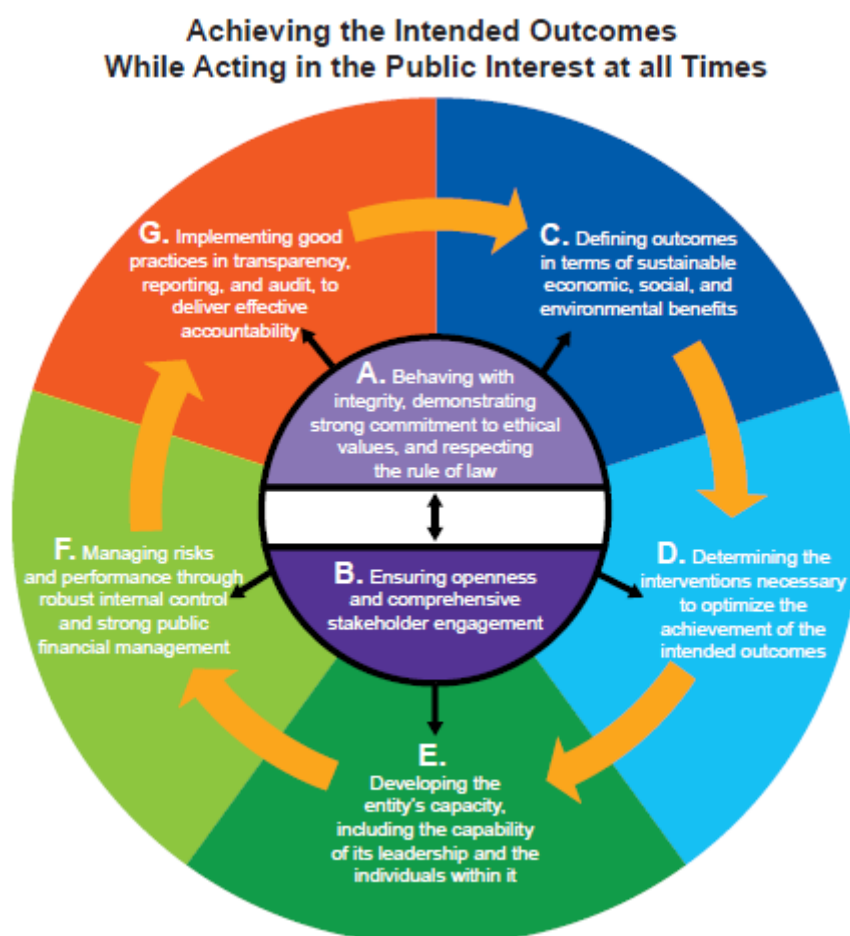 Achieving the Intended Outcomes
While Acting in the Public Interest at all Times
G. Implementing good
practices in transparency,
reporting, and audit, to
deliver effective
accountability
C. Defining outcomes
in terms of sustainable
economic, social, and
environmental benefits
A. Behaving with
integrity, demonstrating
strong commitment to ethical
values, and respecting
the rule of law
B. Ensuring openness
and comprehensive
stakeholder engagement
F. Managing risks
and performance through
robust internal control
and strong public
financial management
D. Determining the
interventions necessary
to optimize the
achievement of the
intended outcomes
E.
Developing the
entity's capacity,
including the capability
of its leadership and the
individuals within it